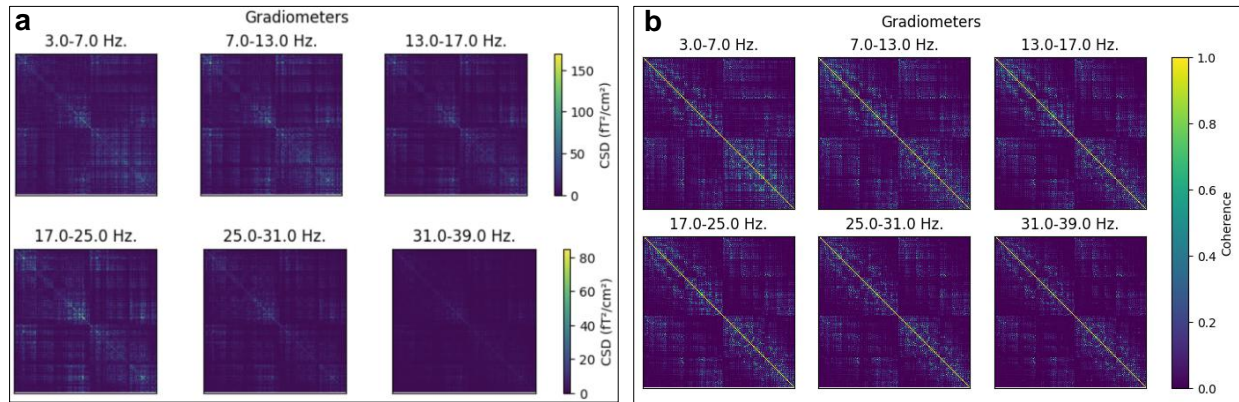 a
Gradiometers
3.0-7.0 Hz. 7.0-13.0 Hz. 13.0-17.0 Hz.
150
100
50
0
CSD (fT²/cm²)
17.0-25.0 Hz. 25.0-31.0 Hz. 31.0-39.0 Hz.
80
60
40
20
0
CSD (fT²/cm²)
b
Gradiometers
3.0-7.0 Hz. 7.0-13.0 Hz. 13.0-17.0 Hz.
17.0-25.0 Hz. 25.0-31.0 Hz. 31.0-39.0 Hz.
1.0
0.8
0.6
0.4
0.2
0.0
Coherence